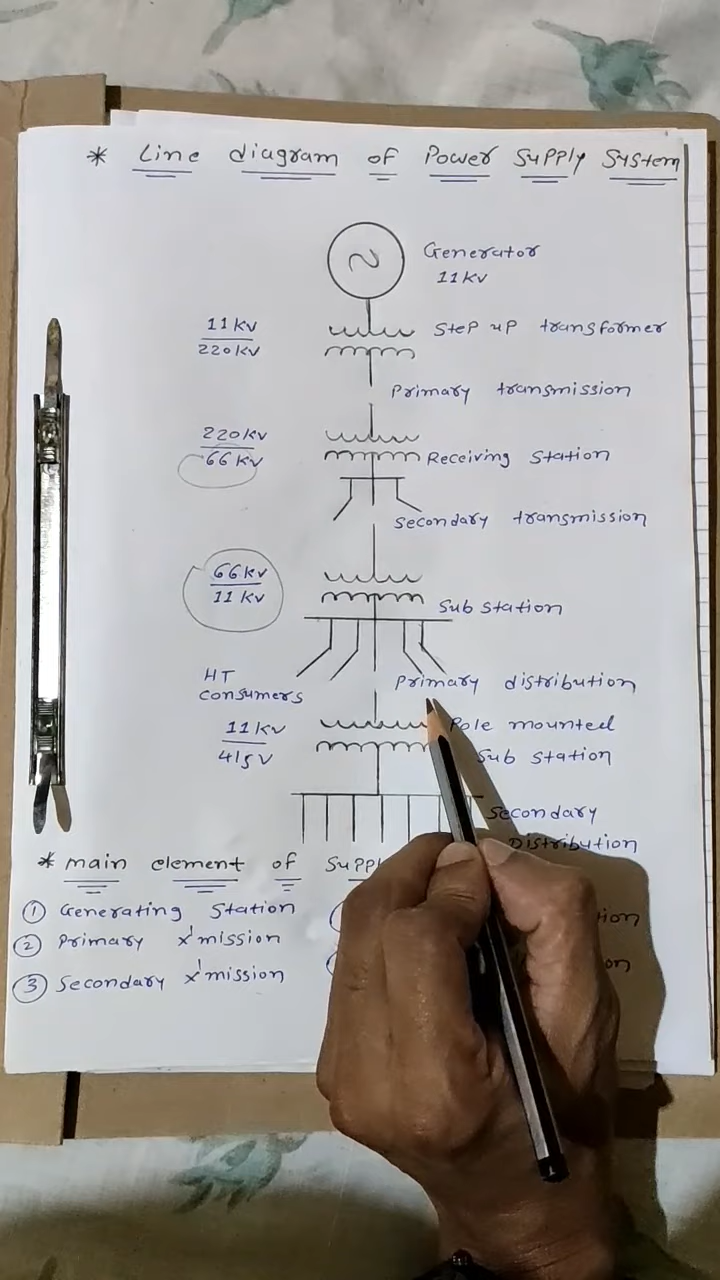 * Line diagram of Power Supply System
Generator
11kv
11kv
220kv
Step up transformer
Primary transmission
220kv
66kv
Receiving Station
Secondary transmission
66kv
11kv
Sub station
HT
consumers
Primary distribution
11kv
415v
Pole mounted
Sub station
Secondary
Distribution
* main element of Suppl
① Generating Station
② Primary x'mission
③ Secondary x'mission